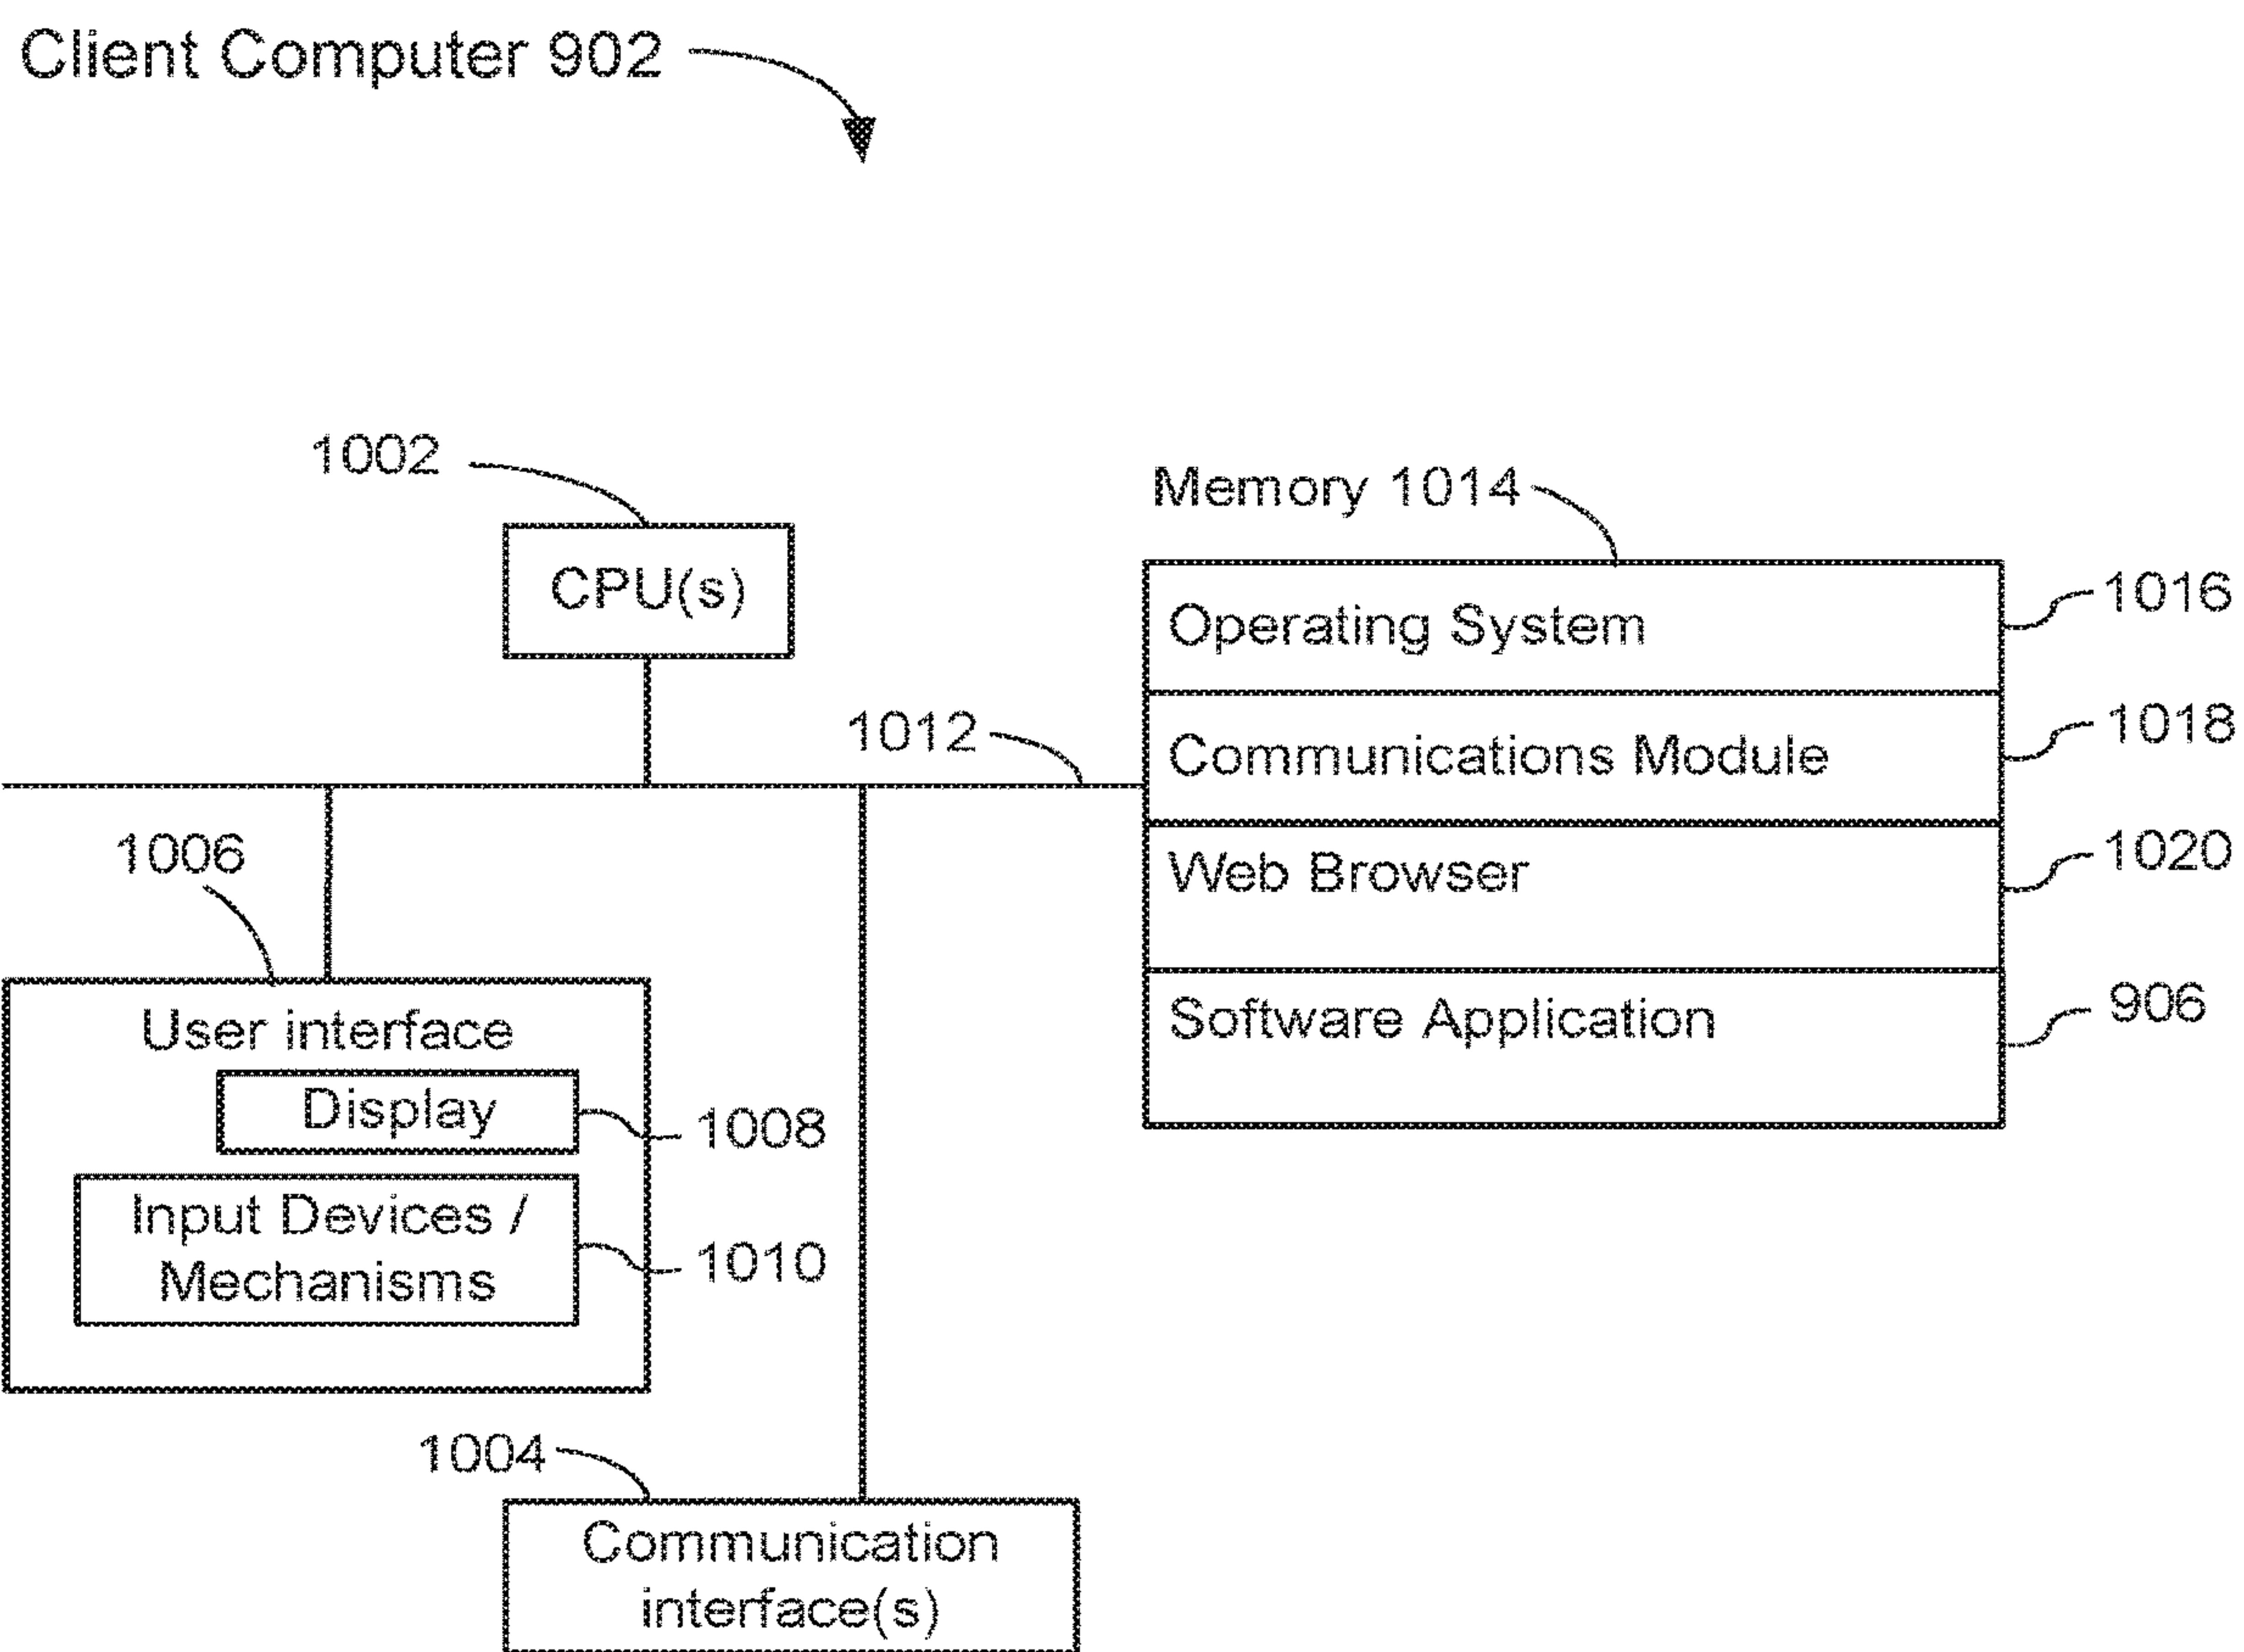 Client Computer 902
1002
CPU(s)
Memory 1014
Operating System
1016
Communications Module
1018
Web Browser
1020
Software Application
906
1012
1006
User interface
Display
1008
Input Devices /
Mechanisms
1010
1004
Communication
interface(s)